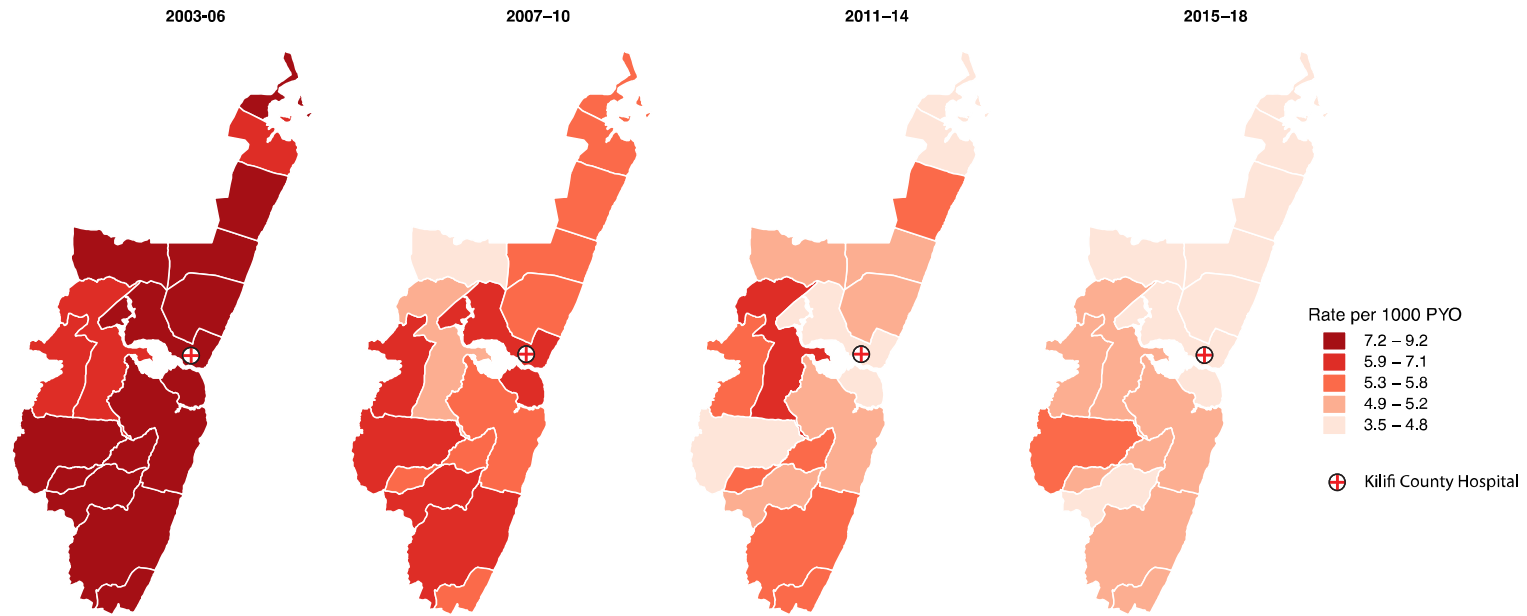 2003-06
2007–10
2011–14
2015–18
Rate per 1000 PYO
7.2 – 9.2
5.9 – 7.1
5.3 – 5.8
4.9 – 5.2
3.5 – 4.8
Kilifi County Hospital